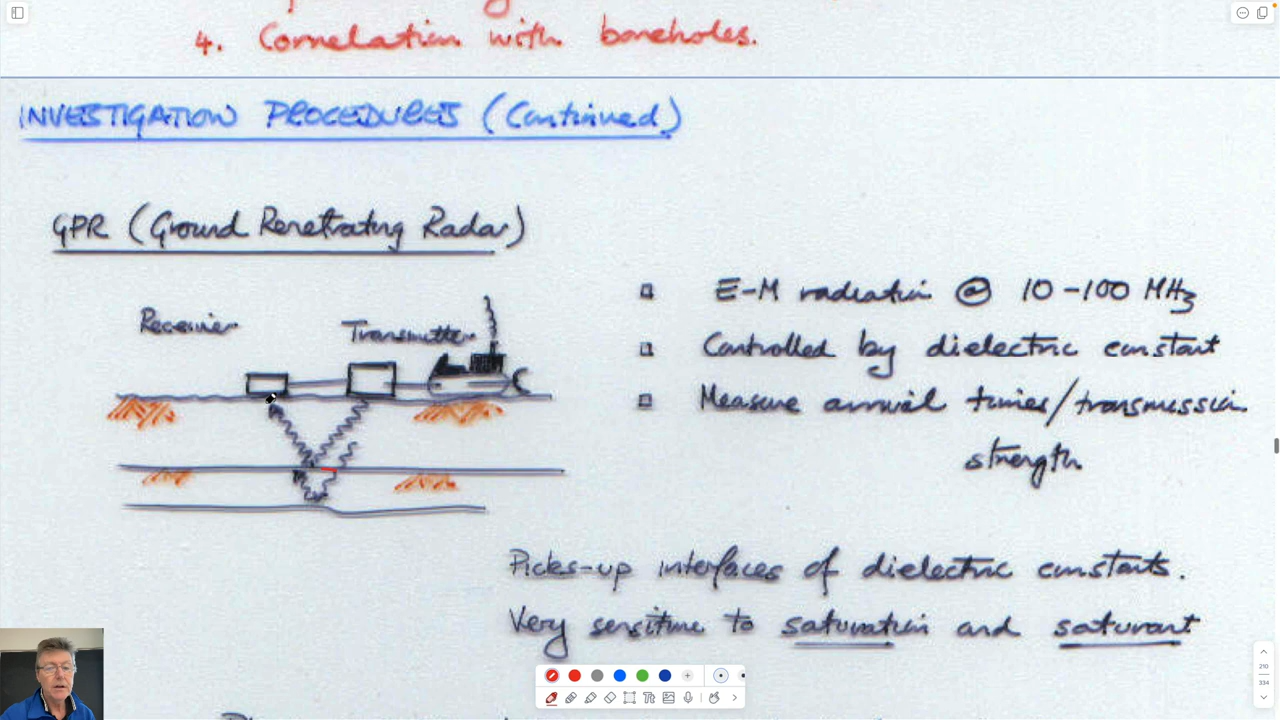 4. Correlation with boreholes.
INVESTIGATION PROCEDURES (Continued)
GPR (Ground Penetrating Radar)
Receiver
Transmitter
E-M radiation @ 10-100 MHz
Controlled by dielectric constant
Measure arrival times/transmission
strength
Picks-up interfaces of dielectric constants.
Very sensitive to saturation and saturant
210
334